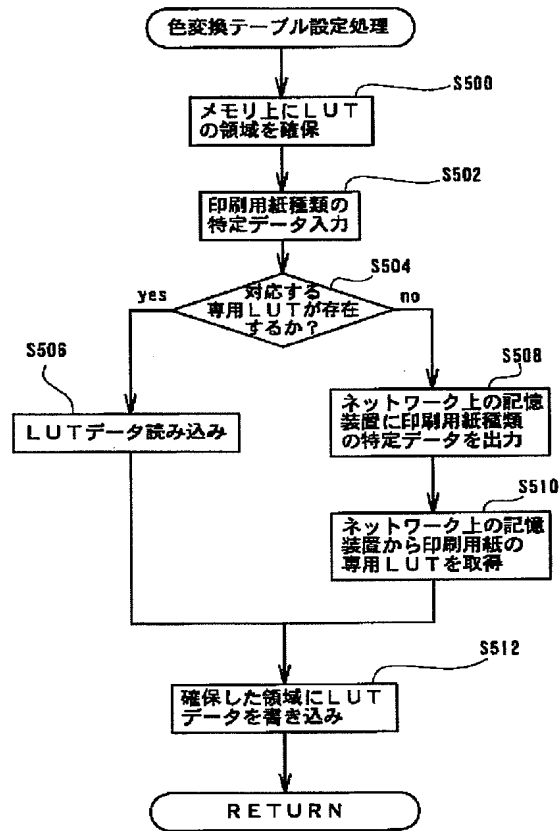 色変換テーブル設定処理
S500
メモリ上にLUT
の領域を確保
S502
印刷用紙種類の
特定データ入力
S504
対応する
専用LUTが存在
するか?
yes
no
S506
LUTデータ読み込み
S508
ネットワーク上の記憶
装置に印刷用紙種類
の特定データを出力
S510
ネットワーク上の記憶
装置から印刷用紙の
専用LUTを取得
S512
確保した領域にLUT
データを書き込み
RETURN